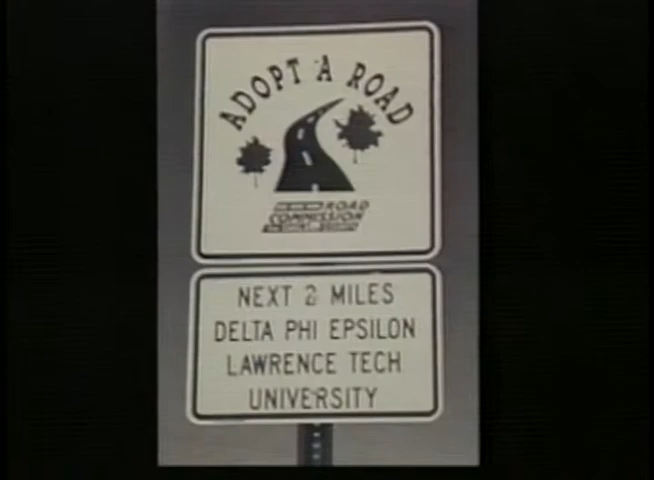 ADOPT A ROAD
ROAD
COMMISSION
NEXT 2 MILES
DELTA PHI EPSILON
LAWRENCE TECH
UNIVERSITY